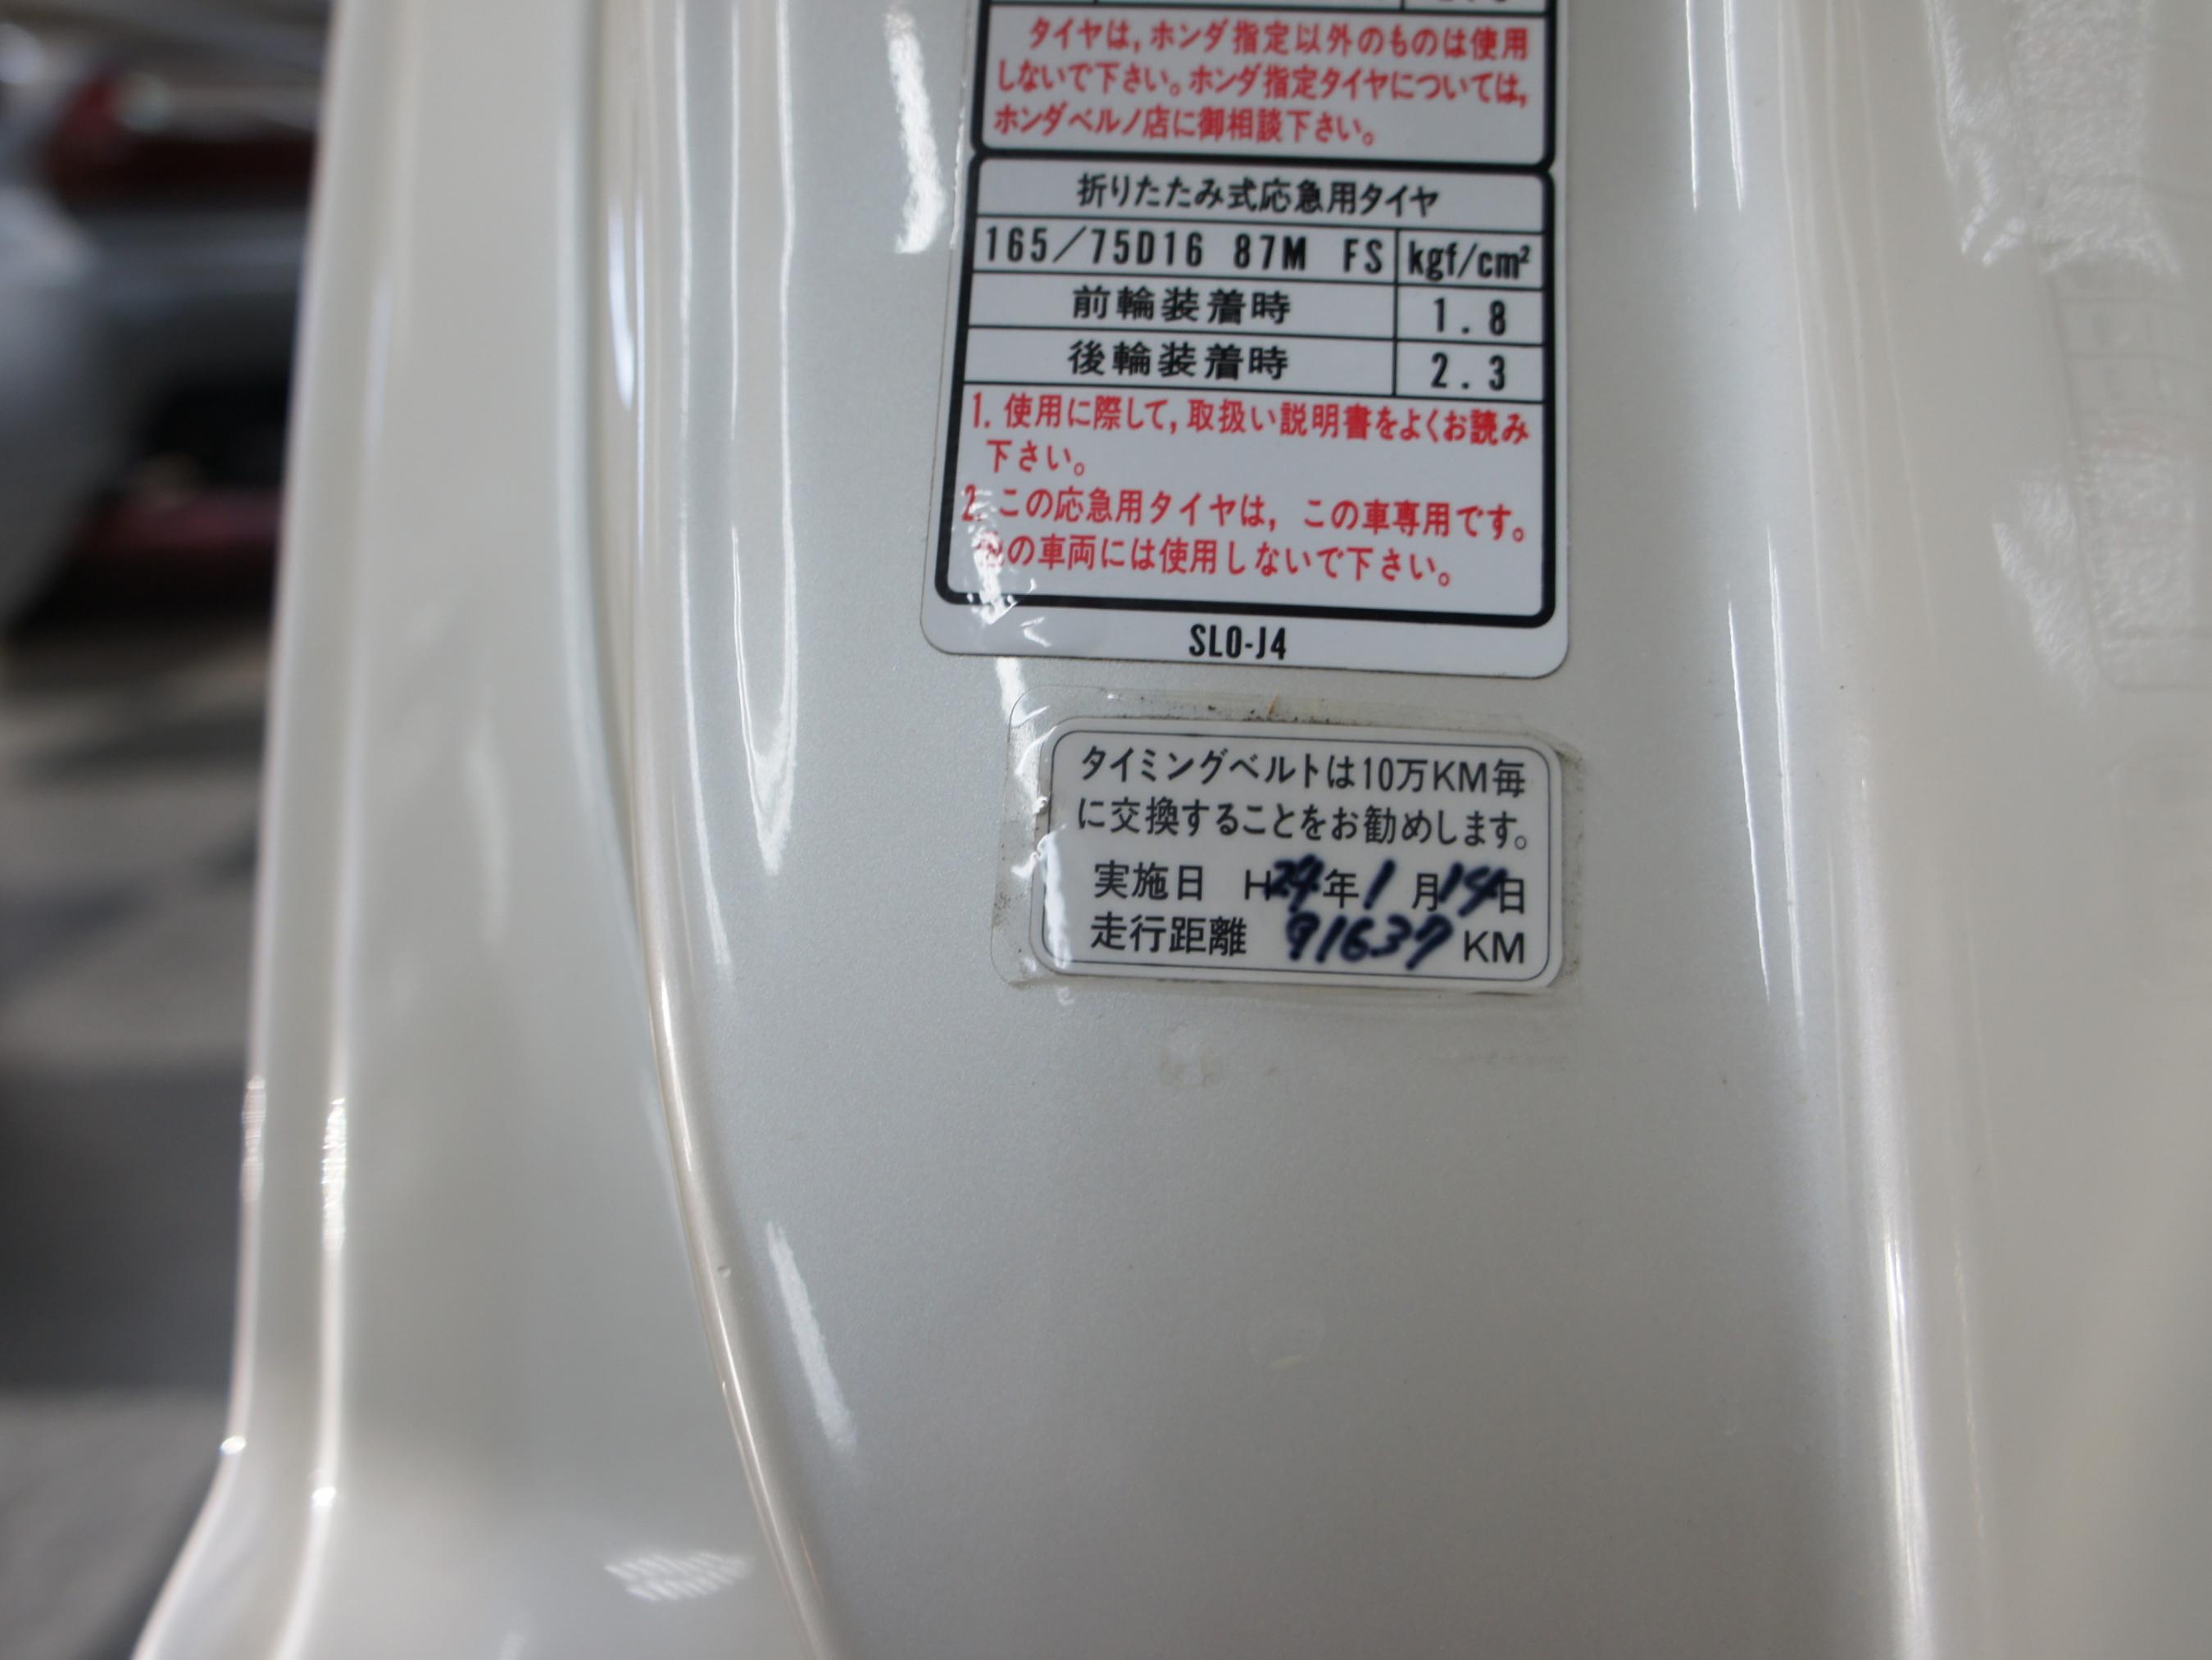 タイヤは,ホンダ指定以外のものは使用
しないで下さい。ホンダ指定タイヤについては,
ホンダベルノ店に御相談下さい。
折りたたみ式応急用タイヤ
165/75D16 87M FS kgf/cm²
前輪装着時 1.8
後輪装着時 2.3
1. 使用に際して,取扱い説明書をよくお読み
下さい。
2. この応急用タイヤは, この車専用です。
他の車両には使用しないで下さい。
SL0-J4
タイミングベルトは10万KM毎
に交換することをお勧めします。
実施日 H24年1月14日
走行距離 91637 KM